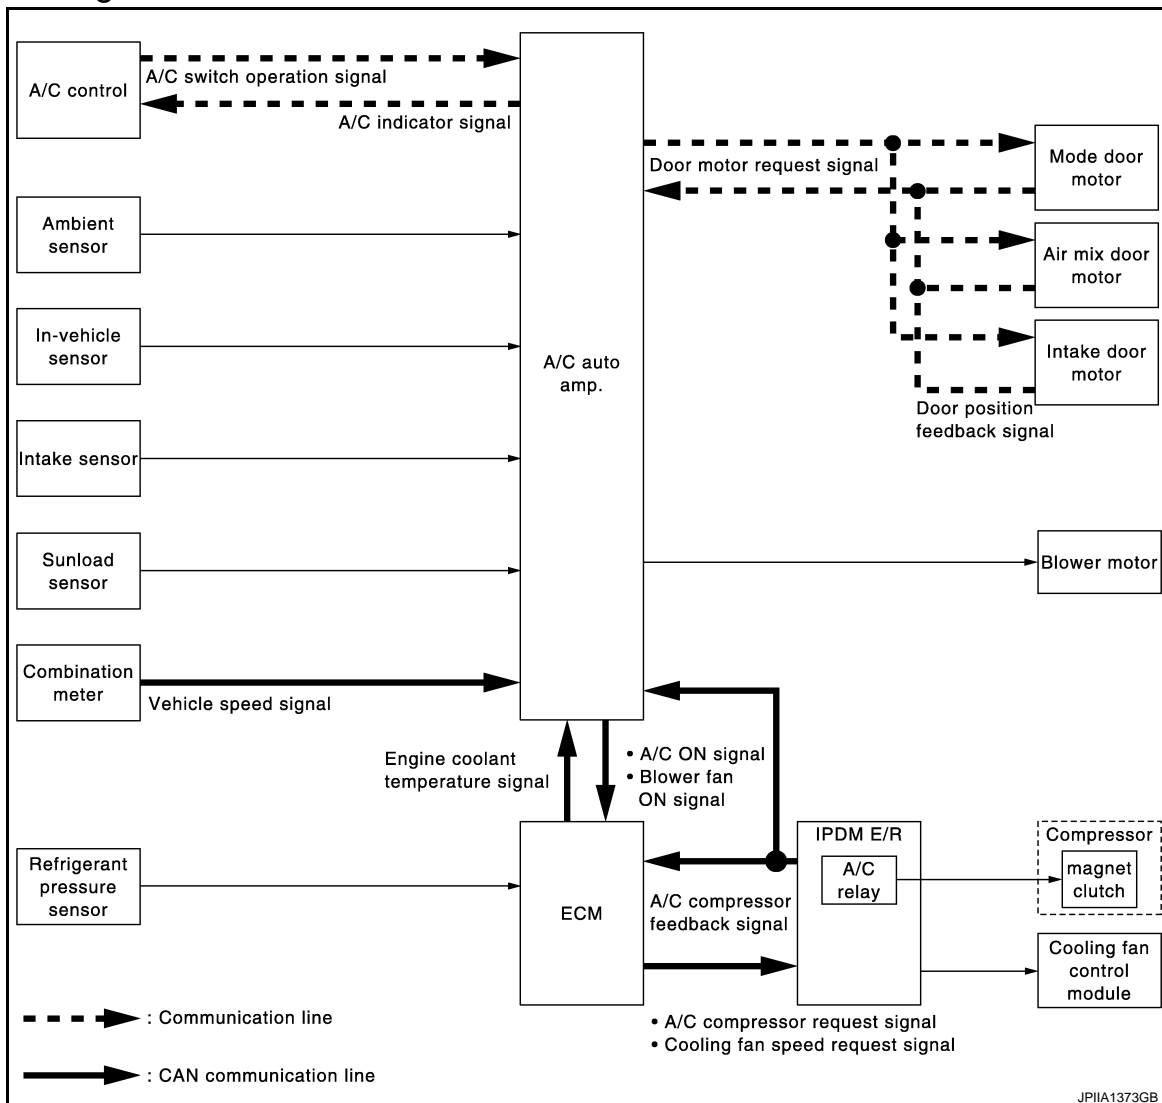 A/C control
A/C switch operation signal
A/C indicator signal
Ambient
sensor
In-vehicle
sensor
Intake sensor
Sunload
sensor
Combination
meter
Vehicle speed signal
A/C auto
amp.
Door motor request signal
Mode door
motor
Air mix door
motor
Intake door
motor
Door position
feedback signal
Blower motor
Engine coolant
temperature signal
• A/C ON signal
• Blower fan
ON signal
Refrigerant
pressure
sensor
ECM
A/C compressor
feedback signal
IPDM E/R
A/C
relay
Compressor
magnet
clutch
Cooling fan
control
module
• A/C compressor request signal
• Cooling fan speed request signal
: Communication line
: CAN communication line
JPIIA1373GB